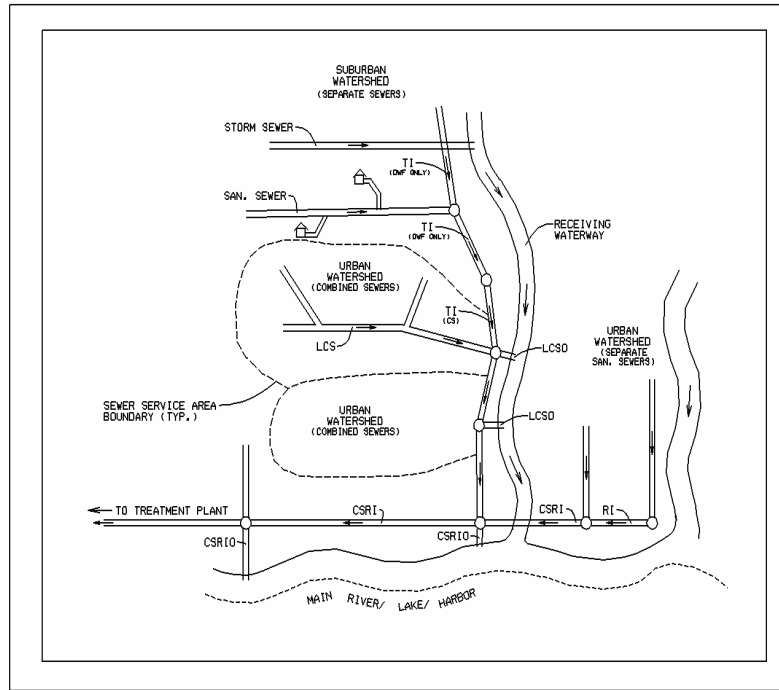 SUBURBAN
WATERSHED
(SEPARATE SEWERS)
STORM SEWER
TI
(DWF ONLY)
SAN. SEWER
TI
(DWF ONLY)
RECEIVING
WATERWAY
URBAN
WATERSHED
(COMBINED SEWERS)
TI
(CS)
LCS
LCSO
URBAN
WATERSHED
(SEPARATE
SAN. SEWERS)
SEWER SERVICE AREA
BOUNDARY (TYP.)
URBAN
WATERSHED
(COMBINED SEWERS)
LCSO
TO TREATMENT PLANT
CSRI
CSRI
RI
CSRIO
CSRIO
MAIN RIVER/ LAKE/ HARBOR